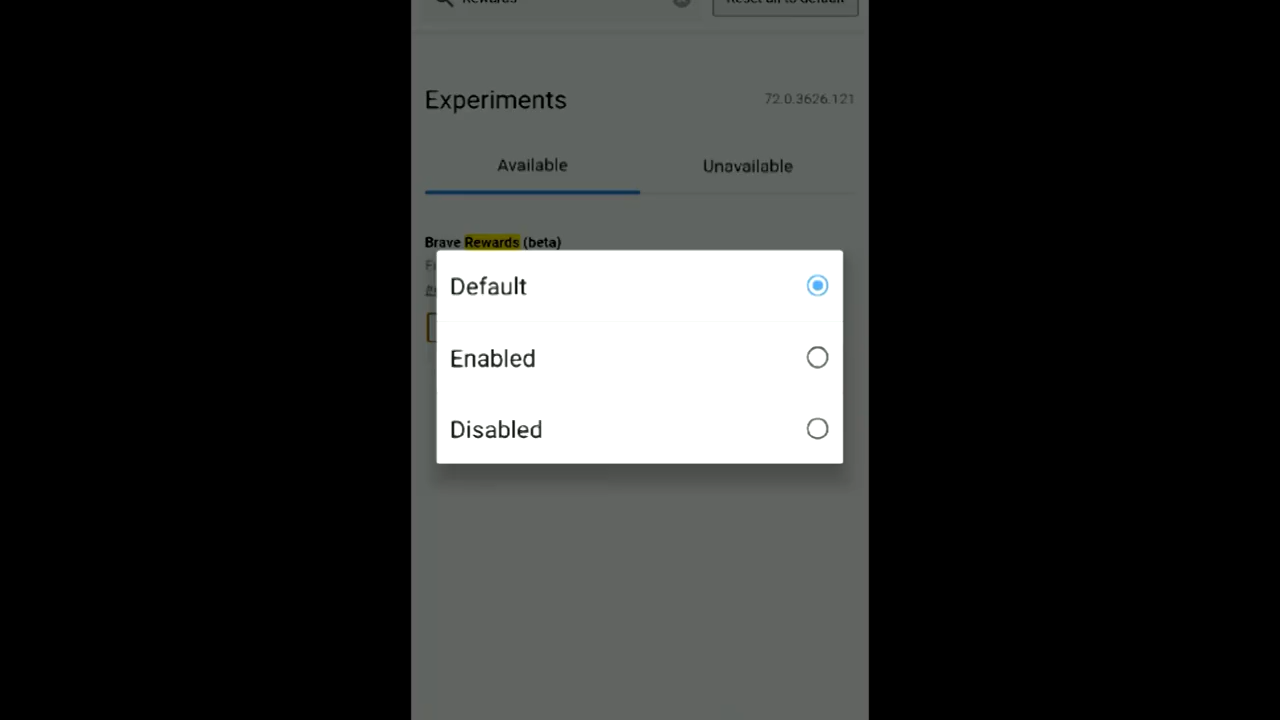 Rewards
Reset all to default
Experiments
72.0.3626.121
Available
Unavailable
Brave Rewards (beta)
Default
Enabled
Disabled